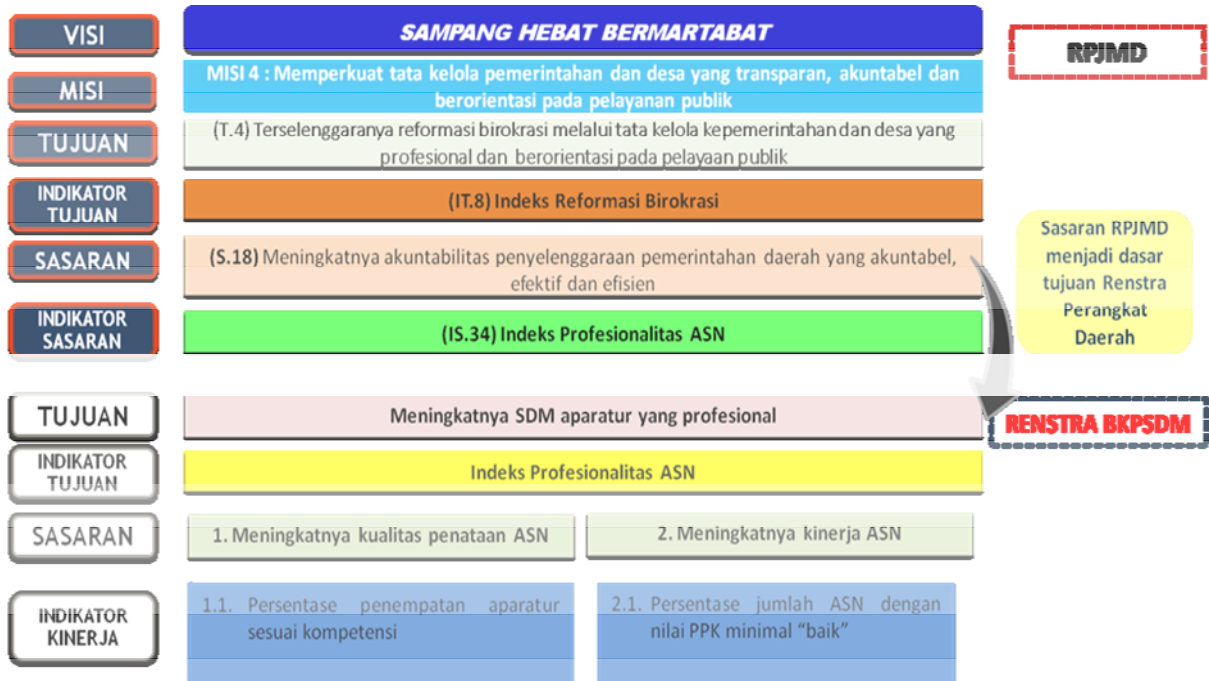 VISI
SAMPANG HEBAT BERMARTABAT
RPJMD
MISI
MISI 4 : Memperkuat tata kelola pemerintahan dan desa yang transparan, akuntabel dan
berorientasi pada pelayanan publik
TUJUAN
(T.4) Terselenggaranya reformasi birokrasi melalui tata kelola kepemerintahan dan desa yang
profesional dan berorientasi pada pelayaan publik
INDIKATOR
TUJUAN
(IT.8) Indeks Reformasi Birokrasi
SASARAN
(S.18) Meningkatnya akuntabilitas penyelenggaraan pemerintahan daerah yang akuntabel,
efektif dan efisien
Sasaran RPJMD
menjadi dasar
tujuan Renstra
Perangkat
Daerah
INDIKATOR
SASARAN
(IS.34) Indeks Profesionalitas ASN
TUJUAN
Meningkatnya SDM aparatur yang profesional
RENSTRA BKPSDM
INDIKATOR
TUJUAN
Indeks Profesionalitas ASN
SASARAN
1. Meningkatnya kualitas penataan ASN
2. Meningkatnya kinerja ASN
INDIKATOR
KINERJA
1.1. Persentase penempatan aparatur
sesuai kompetensi
2.1. Persentase jumlah ASN dengan
nilai PPK minimal “baik”